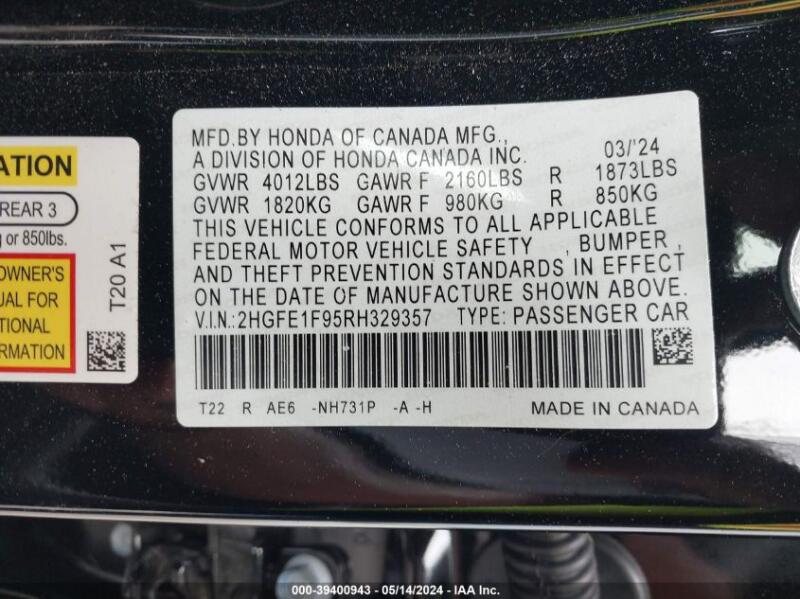 ATION
REAR 3
g or 850lbs.
OWNER'S
UAL FOR
TIONAL
ORMATION
T20 A1
MFD.BY HONDA OF CANADA MFG.,
A DIVISION OF HONDA CANADA INC. 03/'24
GVWR 4012LBS GAWR F 2160LBS R 1873LBS
GVWR 1820KG GAWR F 980KG R 850KG
THIS VEHICLE CONFORMS TO ALL APPLICABLE
FEDERAL MOTOR VEHICLE SAFETY , BUMPER ,
AND THEFT PREVENTION STANDARDS IN EFFECT
ON THE DATE OF MANUFACTURE SHOWN ABOVE.
V.I.N.:2HGFE1F95RH329357 TYPE: PASSENGER CAR
T22 R AE6 -NH731P -A -H MADE IN CANADA
000-39400943 - 05/14/2024 - IAA Inc.